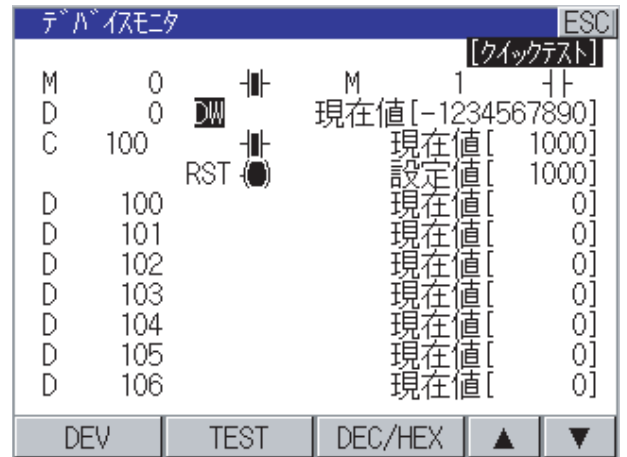 デバイスモニタ ESC
[クイックテスト]
M 0 M 1
D 0 DW 現在値[-1234567890]
C 100 現在値[ 1000]
RST 設定値[ 1000]
D 100 現在値[ 0]
D 101 現在値[ 0]
D 102 現在値[ 0]
D 103 現在値[ 0]
D 104 現在値[ 0]
D 105 現在値[ 0]
D 106 現在値[ 0]
DEV TEST DEC/HEX ▲ ▼